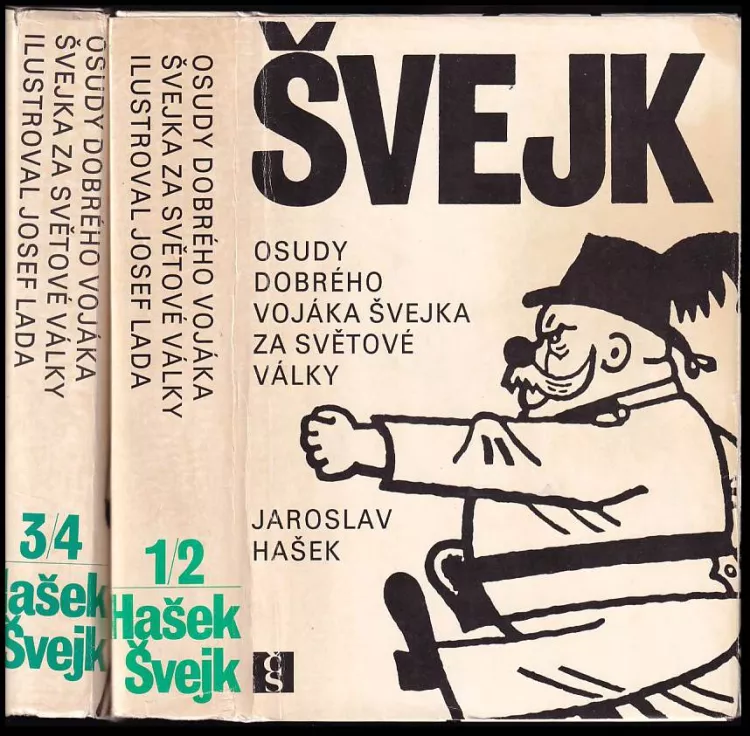 OSUDY DOBRÉHO VOJÁKA
ŠVEJKA ZA SVĚTOVÉ VÁLKY
ILUSTROVAL JOSEF LADA
3/4
Hašek
Švejk
OSUDY DOBRÉHO VOJÁKA
ŠVEJKA ZA SVĚTOVÉ VÁLKY
ILUSTROVAL JOSEF LADA
1/2
Hašek
Švejk
ŠVEJK
OSUDY
DOBRÉHO
VOJÁKA ŠVEJKA
ZA SVĚTOVÉ
VÁLKY
JAROSLAV
HAŠEK
ČS